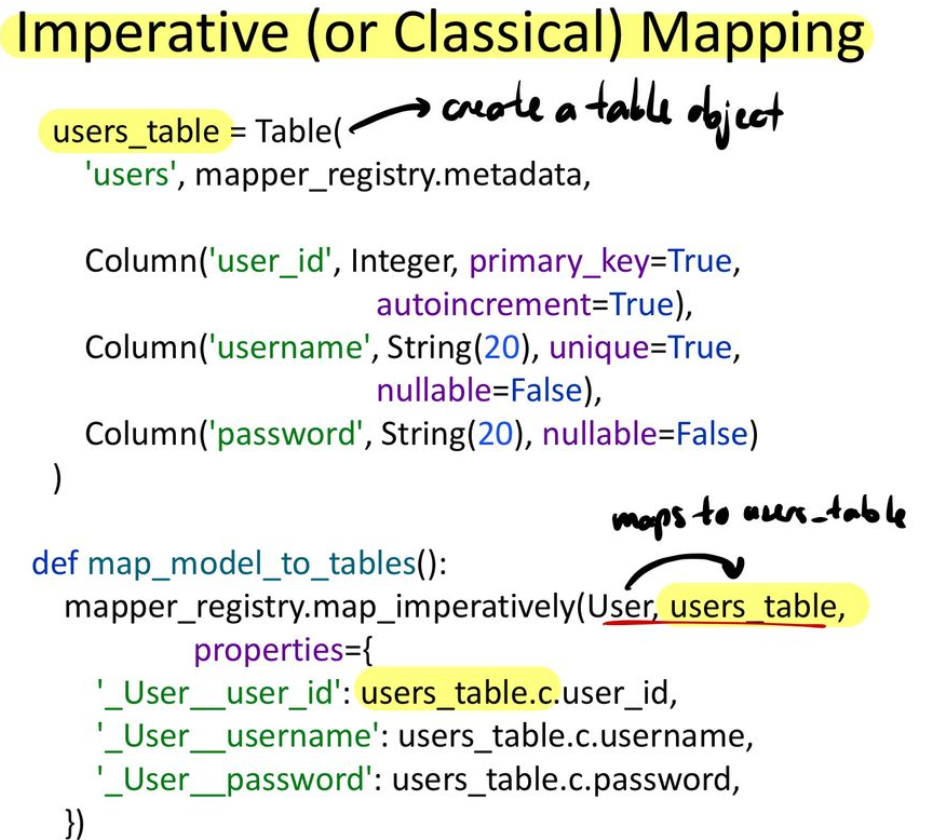 Imperative (or Classical) Mapping
users_table = Table( create a table object
'users', mapper_registry.metadata,
Column('user_id', Integer, primary_key=True,
autoincrement=True),
Column('username', String(20), unique=True,
nullable=False),
Column('password', String(20), nullable=False)
)
maps to users_table
def map_model_to_tables():
mapper_registry.map_imperatively(User, users_table,
properties={
'_User__user_id': users_table.c.user_id,
'_User__username': users_table.c.username,
'_User__password': users_table.c.password,
})